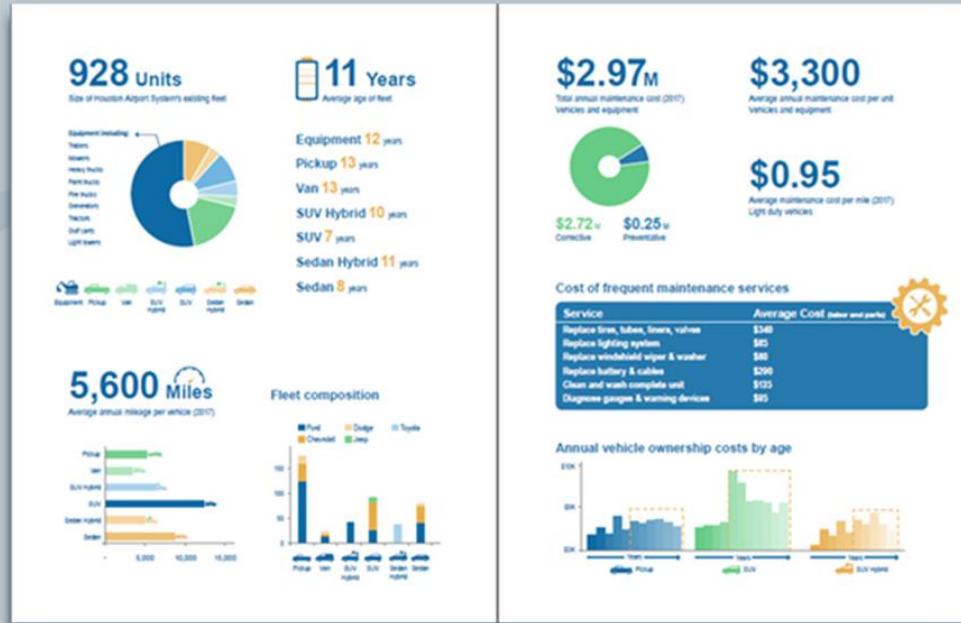 928 Units
Size of Houston Airport System's existing fleet
Equipment including:
Trailers
Mowers
Heavy trucks
Paint trucks
Fire trucks
Generators
Tractors
Golf carts
Light towers
Equipment Pickup Van SUV Hybrid SUV Sedan Hybrid Sedan
11 Years
Average age of fleet
Equipment 12 years
Pickup 13 years
Van 13 years
SUV Hybrid 10 years
SUV 7 years
Sedan Hybrid 11 years
Sedan 8 years
5,600 Miles
Average annual mileage per vehicle (2017)
Pickup
Van
SUV Hybrid
SUV
Sedan Hybrid
Sedan
- 5,000 10,000 15,000
Fleet composition
Ford Dodge Toyota
Chevrolet Jeep
150
100
50
0
Pickup Van SUV Hybrid SUV Sedan Hybrid Sedan
$2.97M
Total annual maintenance cost (2017)
Vehicles and equipment
$2.72 M
Corrective
$0.25 M
Preventative
$3,300
Average annual maintenance cost per unit
Vehicles and equipment
$0.95
Average maintenance cost per mile (2017)
Light duty vehicles
Cost of frequent maintenance services
Service Average Cost (labor and parts)
Replace tires, tubes, liners, valves $340
Replace lighting system $85
Replace windshield wiper & washer $80
Replace battery & cables $290
Clean and wash complete unit $135
Diagnose gauges & warning devices $85
Annual vehicle ownership costs by age
$10K
$5K
$0K
Years Years Years
Pickup SUV SUV Hybrid